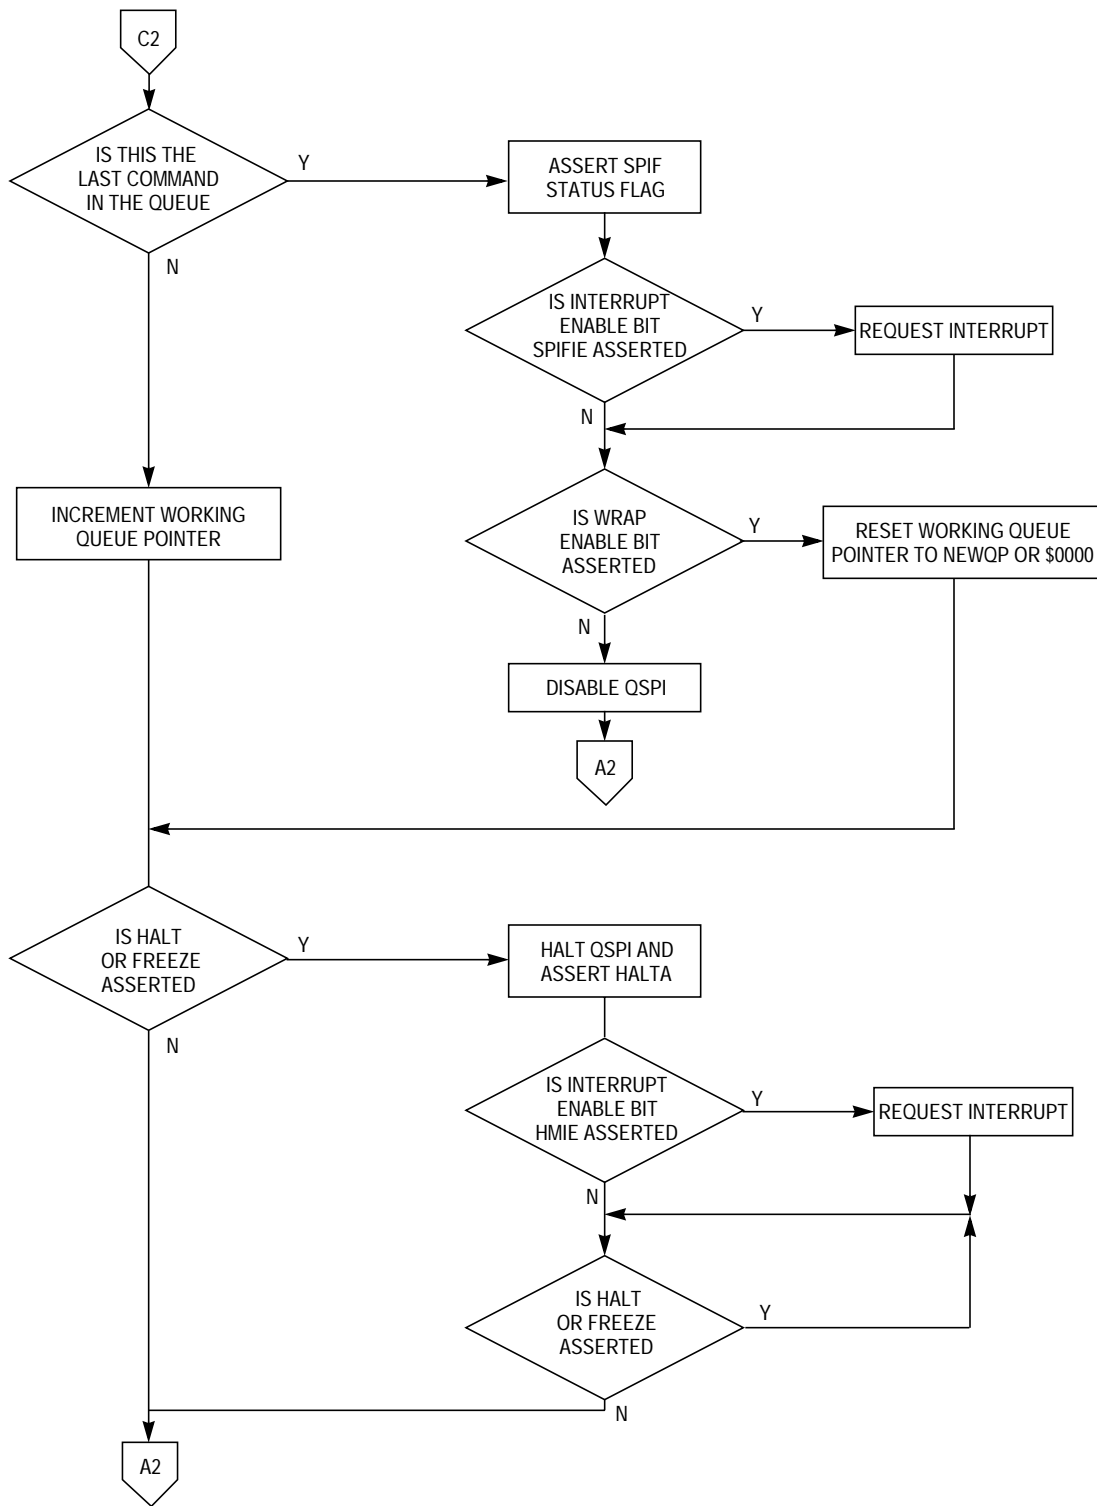 C2
IS THIS THE
LAST COMMAND
IN THE QUEUE
Y
ASSERT SPIF
STATUS FLAG
N
IS INTERRUPT
ENABLE BIT
SPIFIE ASSERTED
Y
REQUEST INTERRUPT
N
INCREMENT WORKING
QUEUE POINTER
IS WRAP
ENABLE BIT
ASSERTED
Y
RESET WORKING QUEUE
POINTER TO NEWQP OR $0000
N
DISABLE QSPI
A2
IS HALT
OR FREEZE
ASSERTED
Y
HALT QSPI AND
ASSERT HALTA
N
IS INTERRUPT
ENABLE BIT
HMIE ASSERTED
Y
REQUEST INTERRUPT
N
IS HALT
OR FREEZE
ASSERTED
Y
N
A2